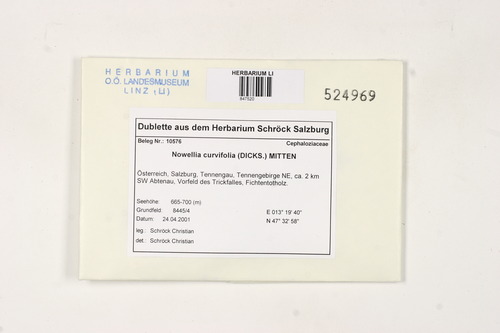 HERBARIUM
O.Ö. LANDESMUSEUM
LINZ (LI)
HERBARIUM LI
841520
524969
Dublette aus dem Herbarium Schröck Salzburg
Beleg Nr.: 10576 Cephaloziaceae
Nowellia curvifolia (DICKS.) MITTEN
Österreich, Salzburg, Tennengau, Tennengebirge NE, ca. 2 km
SW Abtenau, Vorfeld des Trickfalles, Fichtentotholz.
Seehöhe: 665-700 (m)
Grundfeld: 8445/4 E 013° 19' 40"
Datum: 24.04.2001 N 47° 32' 58"
leg.: Schröck Christian
det.: Schröck Christian